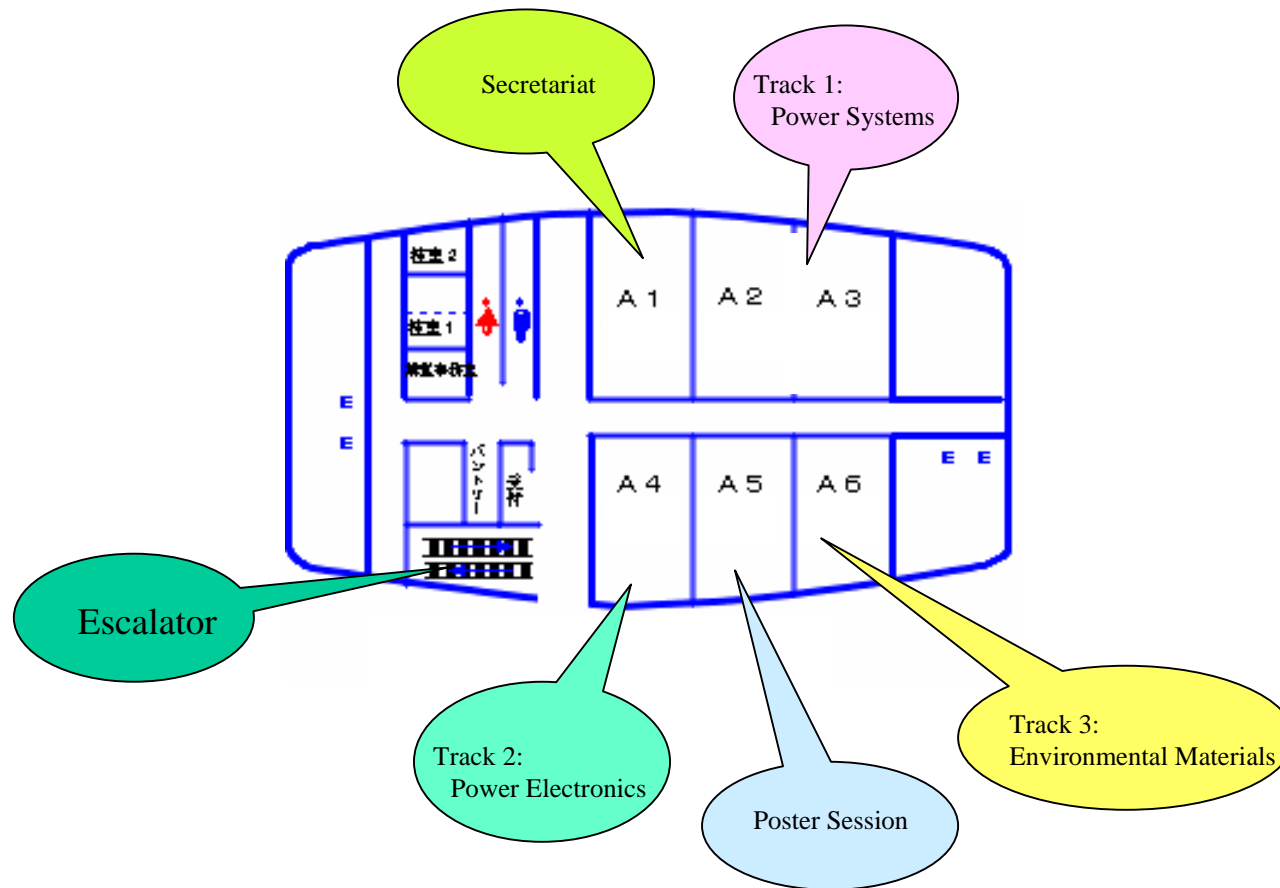 Secretariat
Track 1:
Power Systems
控室 2
控室 1
A 1
A 2
A 3
E
E
パントリー
受付
A 4
A 5
A 6
E E
Escalator
Track 2:
Power Electronics
Poster Session
Track 3:
Environmental Materials